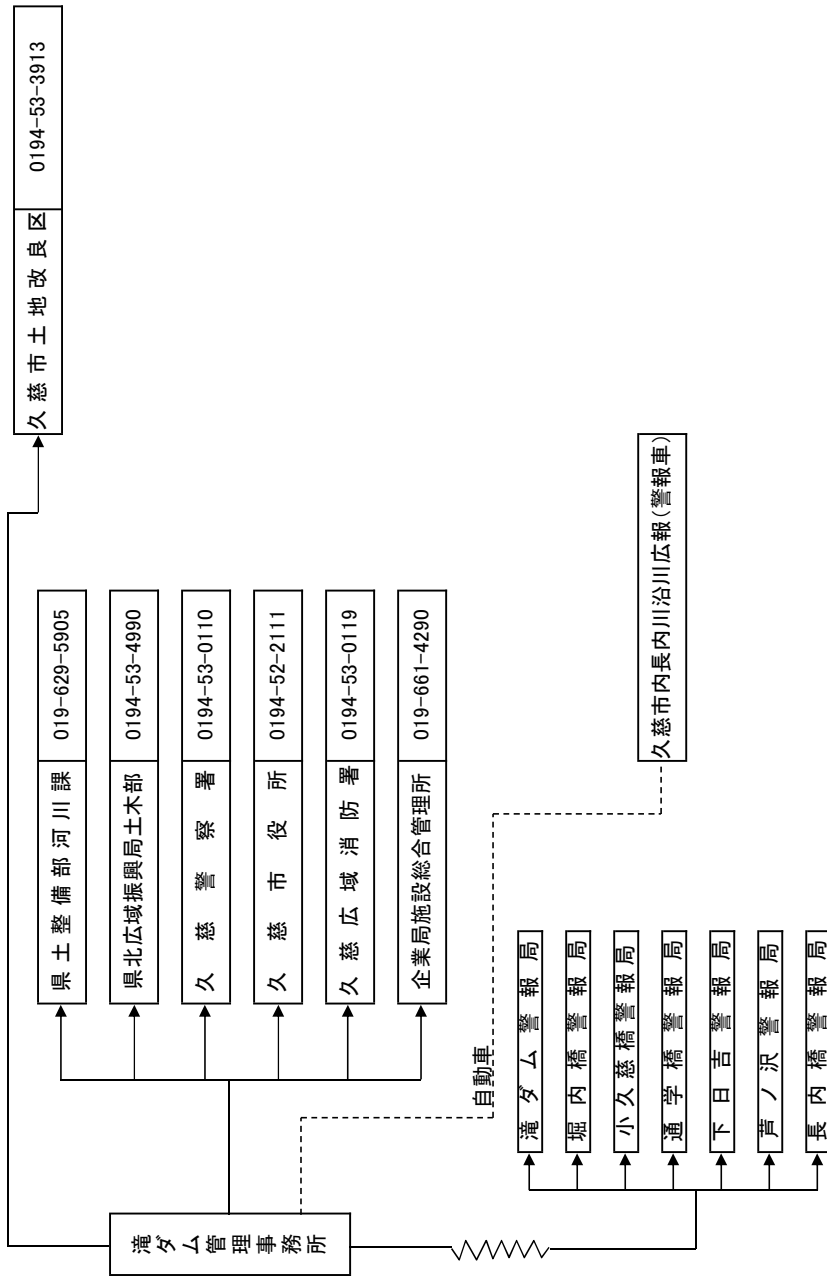 滝ダム管理事務所
久慈市土地改良区 0194-53-3913
県土整備部河川課 019-629-5905
県北広域振興局土木部 0194-53-4990
久慈警察署 0194-53-0110
久慈市役所 0194-52-2111
久慈広域消防署 0194-53-0119
企業局施設総合管理所 019-661-4290
自動車
久慈市内長内川沿川広報(警報車)
滝ダム警報局
堀内橋警報局
小久慈橋警報局
通学橋警報局
下日吉警報局
芦ノ沢警報局
長内橋警報局